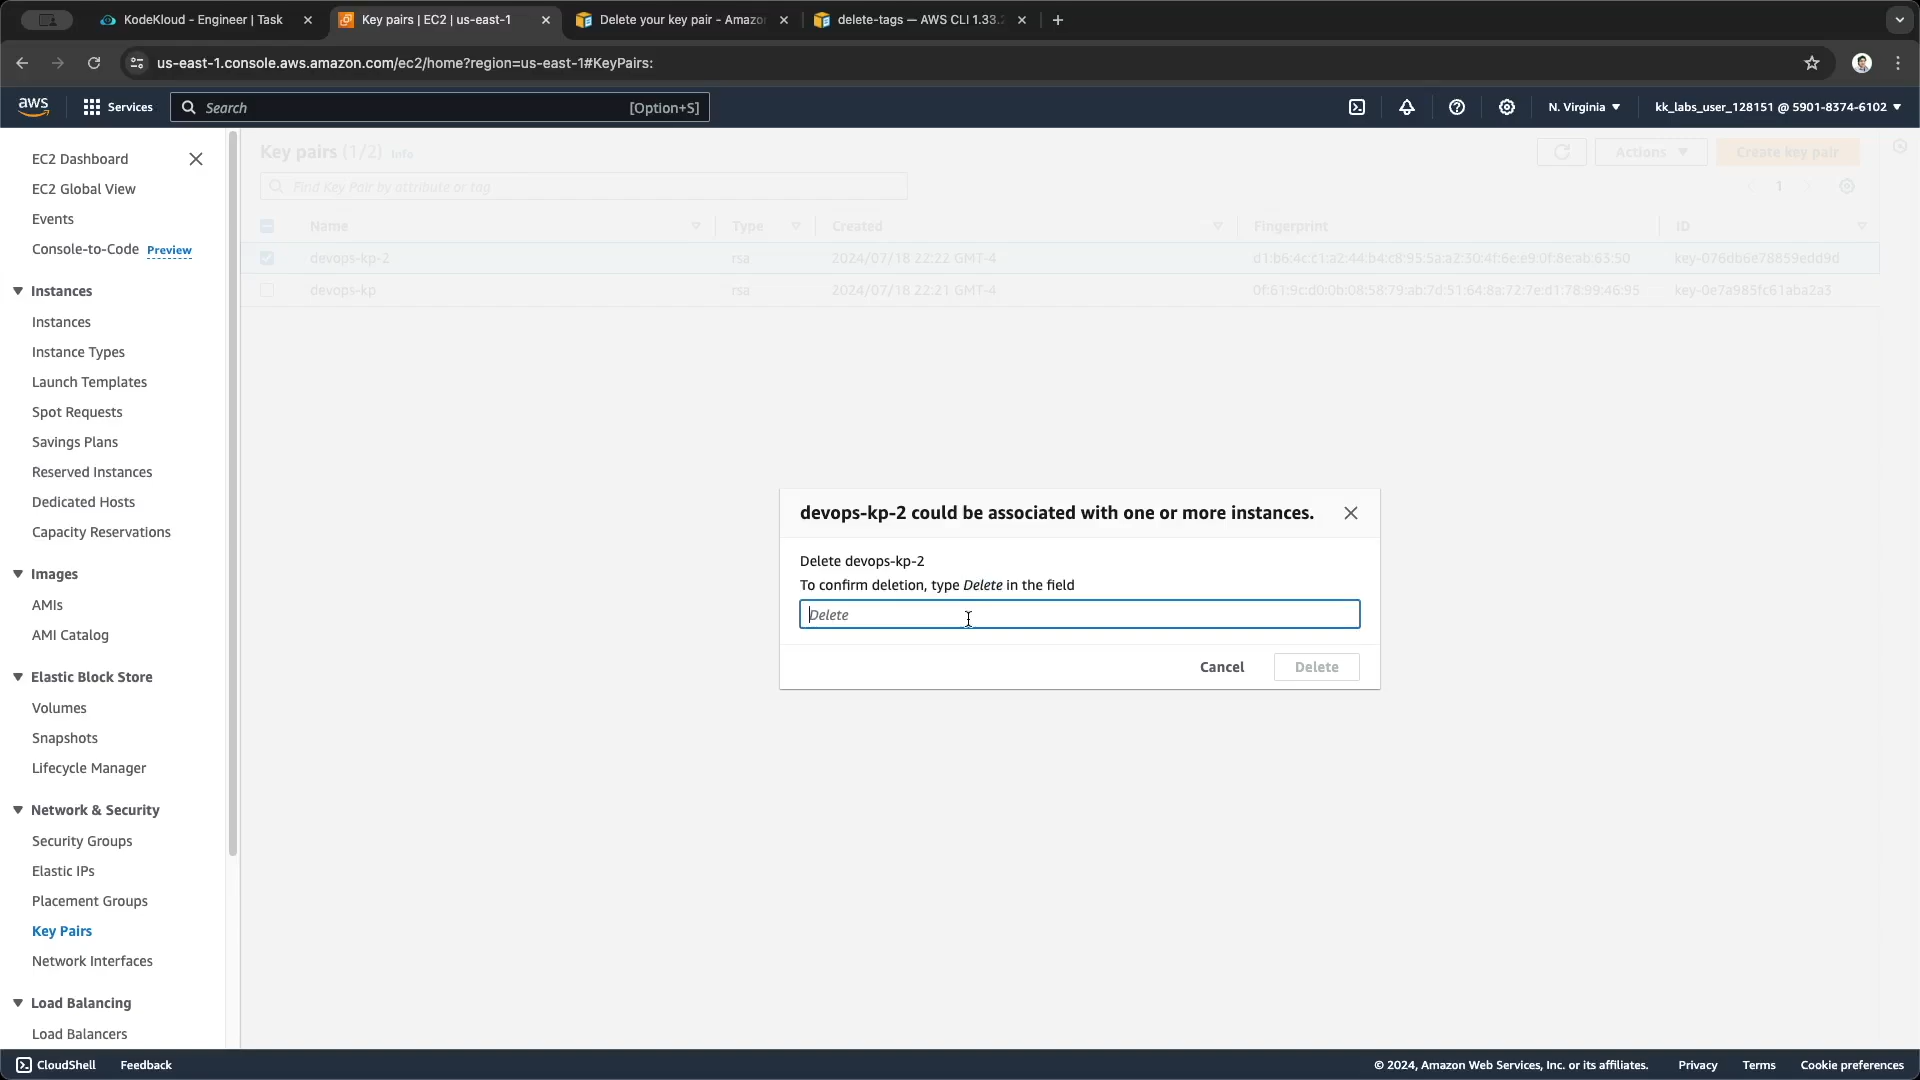 KodeKloud - Engineer | Task
Key pairs | EC2 | us-east-1
Delete your key pair - Amazon
delete-tags — AWS CLI 1.33.2
us-east-1.console.aws.amazon.com/ec2/home?region=us-east-1#KeyPairs:
aws
Services
Search
[Option+S]
N. Virginia
kk_labs_user_128151 @ 5901-8374-6102
EC2 Dashboard
EC2 Global View
Events
Console-to-Code Preview
Instances
Instances
Instance Types
Launch Templates
Spot Requests
Savings Plans
Reserved Instances
Dedicated Hosts
Capacity Reservations
Images
AMIs
AMI Catalog
Elastic Block Store
Volumes
Snapshots
Lifecycle Manager
Network & Security
Security Groups
Elastic IPs
Placement Groups
Key Pairs
Network Interfaces
Load Balancing
Load Balancers
Key pairs (1/2) Info
Actions
Create key pair
Find Key Pair by attribute or tag
1
Name Type Created Fingerprint ID
devops-kp-2 rsa 2024/07/18 22:22 GMT-4 d1:b6:4c:c1:a2:44:b4:c8:95:5a:a2:30:4f:6e:e9:0f:8e:ab:63:50 key-076db6e78859edd9d
devops-kp rsa 2024/07/18 22:21 GMT-4 0f:61:9c:d0:0b:08:58:79:ab:7d:51:64:8a:72:7e:d1:78:99:46:95 key-0e7a985fc61aba2a3
devops-kp-2 could be associated with one or more instances.
Delete devops-kp-2
To confirm deletion, type Delete in the field
Delete
Cancel
Delete
CloudShell
Feedback
© 2024, Amazon Web Services, Inc. or its affiliates.
Privacy
Terms
Cookie preferences